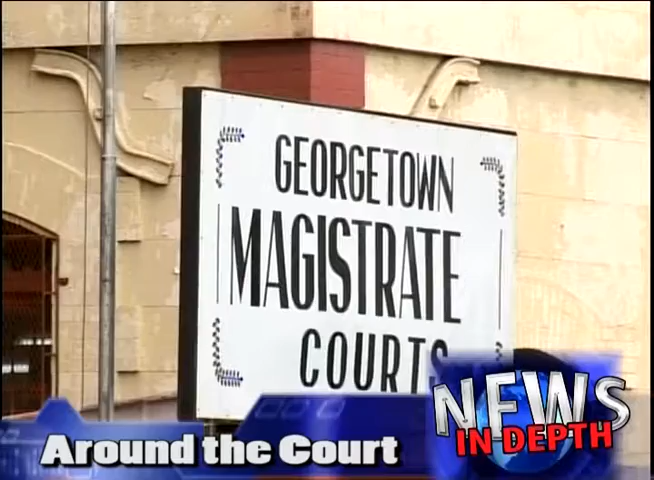 GEORGETOWN
MAGISTRATE
COURTS
NEWS
IN DEPTH
Around the Court